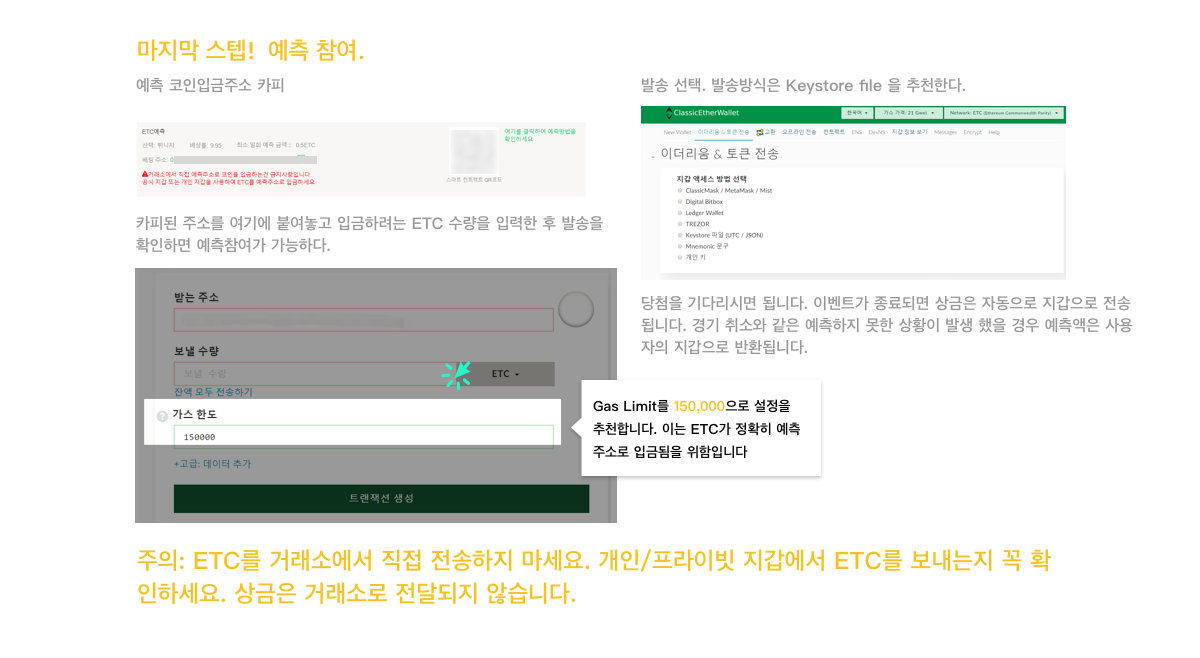 마지막 스텝! 예측 참여.
예측 코인입금주소 카피
ETC예측
선택: 휘니지 배상률: 9.95 최소 발회 예측 금액 : 0.5ETC
배팅 주소: 0
⚠거래소에서 직접 예측주소로 코인을 입금하는건 금지사항입니다.
공식 지갑 또는 개인 지갑을 사용하여 ETC를 예측주소로 입금하세요
여기를 클릭하여 예측방법을
확인하세요
스마트 컨트랙트 QR코드
카피된 주소를 여기에 붙여놓고 입금하려는 ETC 수량을 입력한 후 발송을
확인하면 예측참여가 가능하다.
받는 주소
보낼 수량
보낼 수량
ETC
잔액 모두 전송하기
가스 한도
150000
+고급: 데이터 추가
트랜잭션 생성
Gas Limit를 150,000으로 설정을
추천합니다. 이는 ETC가 정확히 예측
주소로 입금됨을 위함입니다
발송 선택. 발송방식은 Keystore file 을 추천한다.
ClassicEtherWallet
한국어 가스 가격: 21 Gwei Network: ETC (Ethereum Commonwealth Parity)
New Wallet 이더리움 & 토큰 전송 교환 오프라인 전송 컨트랙트 ENS DexNS 지갑 정보 보기 Messages Encrypt Help
이더리움 & 토큰 전송
지갑 액세스 방법 선택
ClassicMask / MetaMask / Mist
Digital Bitbox
Ledger Wallet
TREZOR
Keystore 파일 (UTC / JSON)
Mnemonic 문구
개인 키
당첨을 기다리시면 됩니다. 이벤트가 종료되면 상금은 자동으로 지갑으로 전송
됩니다. 경기 취소와 같은 예측하지 못한 상황이 발생 했을 경우 예측액은 사용
자의 지갑으로 반환됩니다.
주의: ETC를 거래소에서 직접 전송하지 마세요. 개인/프라이빗 지갑에서 ETC를 보내는지 꼭 확
인하세요. 상금은 거래소로 전달되지 않습니다.